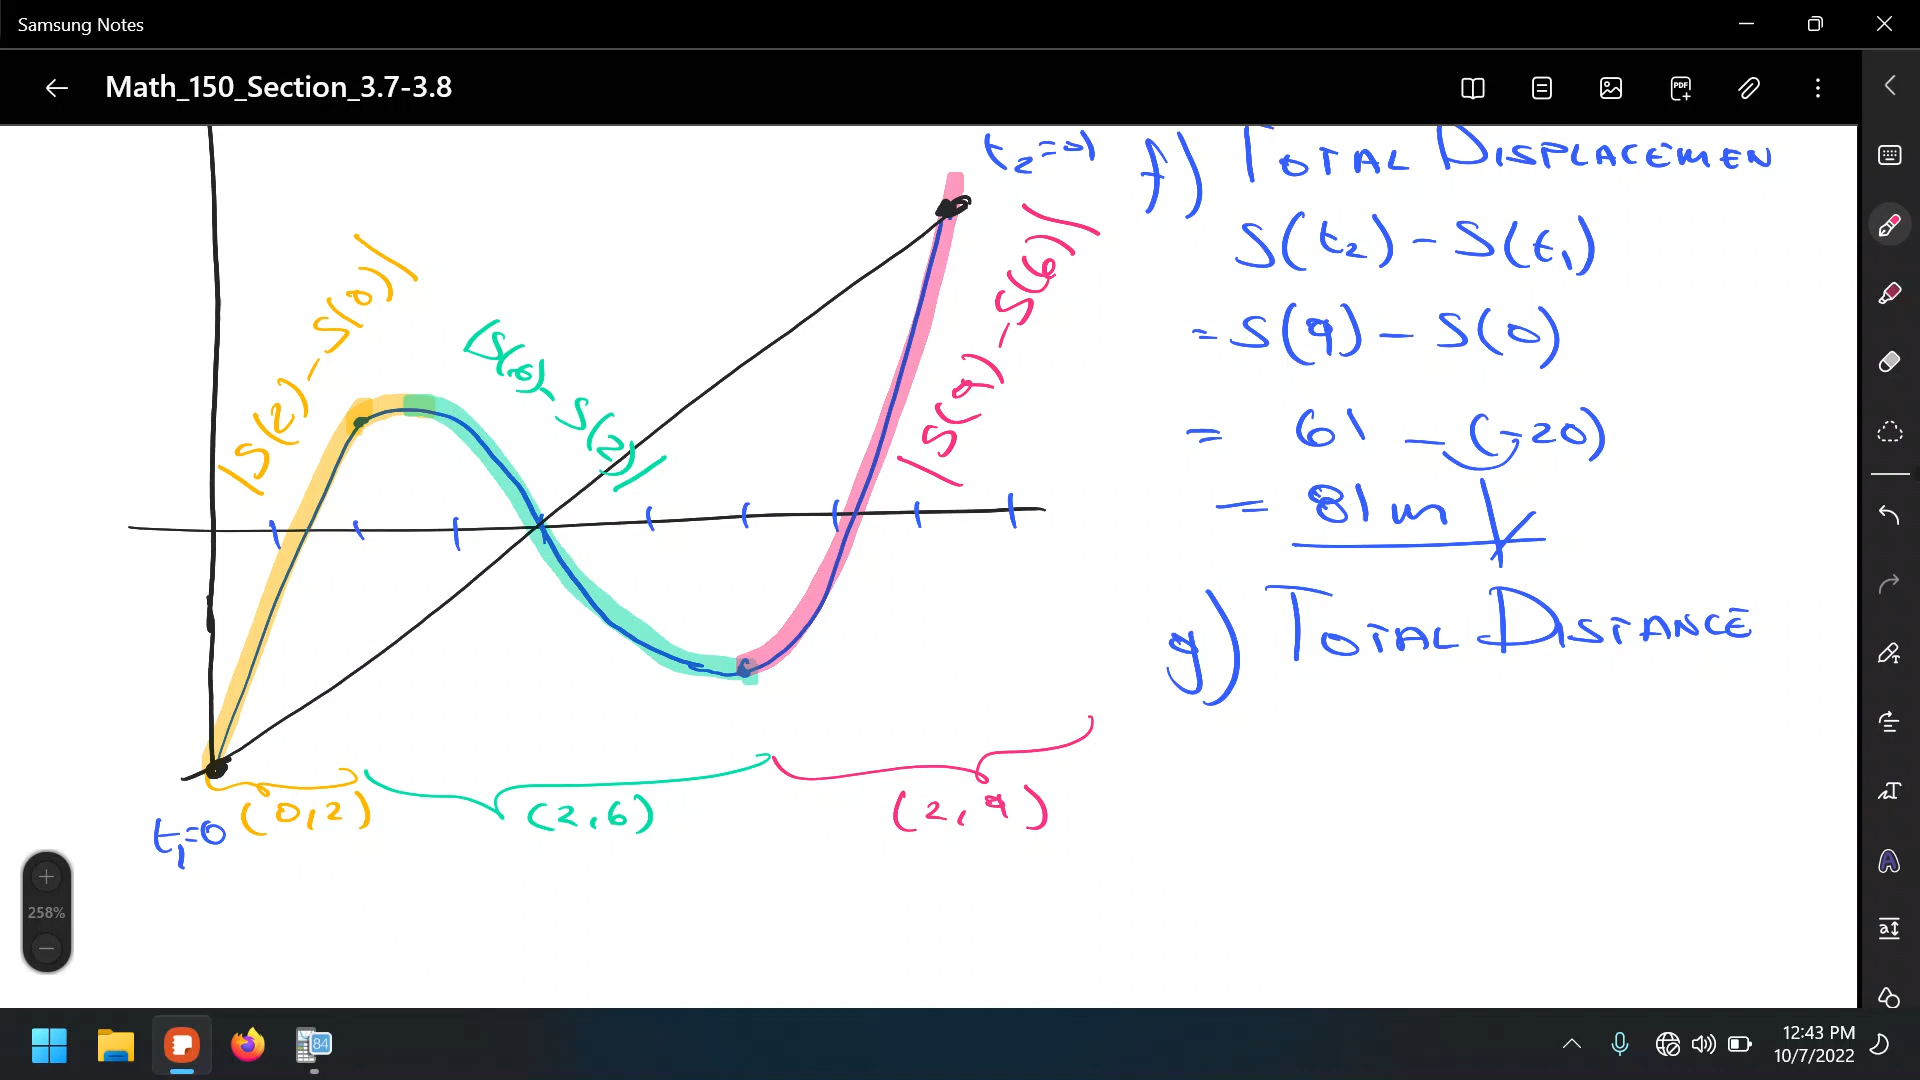 Samsung Notes
Math_150_Section_3.7-3.8
t₂=9
f) TOTAL DISPLACEMEN
S(t₂) - S(t₁)
= S(9) - S(0)
= 61 - (-20)
= 81 m
g) TOTAL DISTANCE
|S(2) - S(0)|
|S(6) - S(2)|
|S(9) - S(6)|
(0,2)
(2,6)
(2,9)
t₁=0
258%
84
12:43 PM
10/7/2022